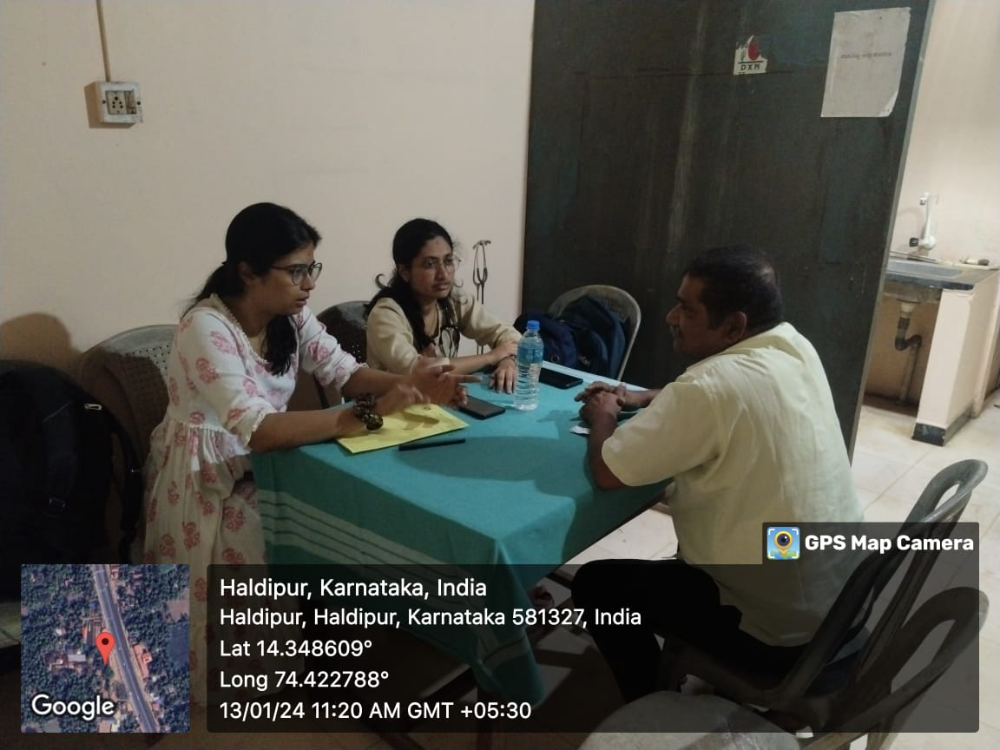 DXN
GPS Map Camera
Google
Haldipur, Karnataka, India
Haldipur, Haldipur, Karnataka 581327, India
Lat 14.348609°
Long 74.422788°
13/01/24 11:20 AM GMT +05:30